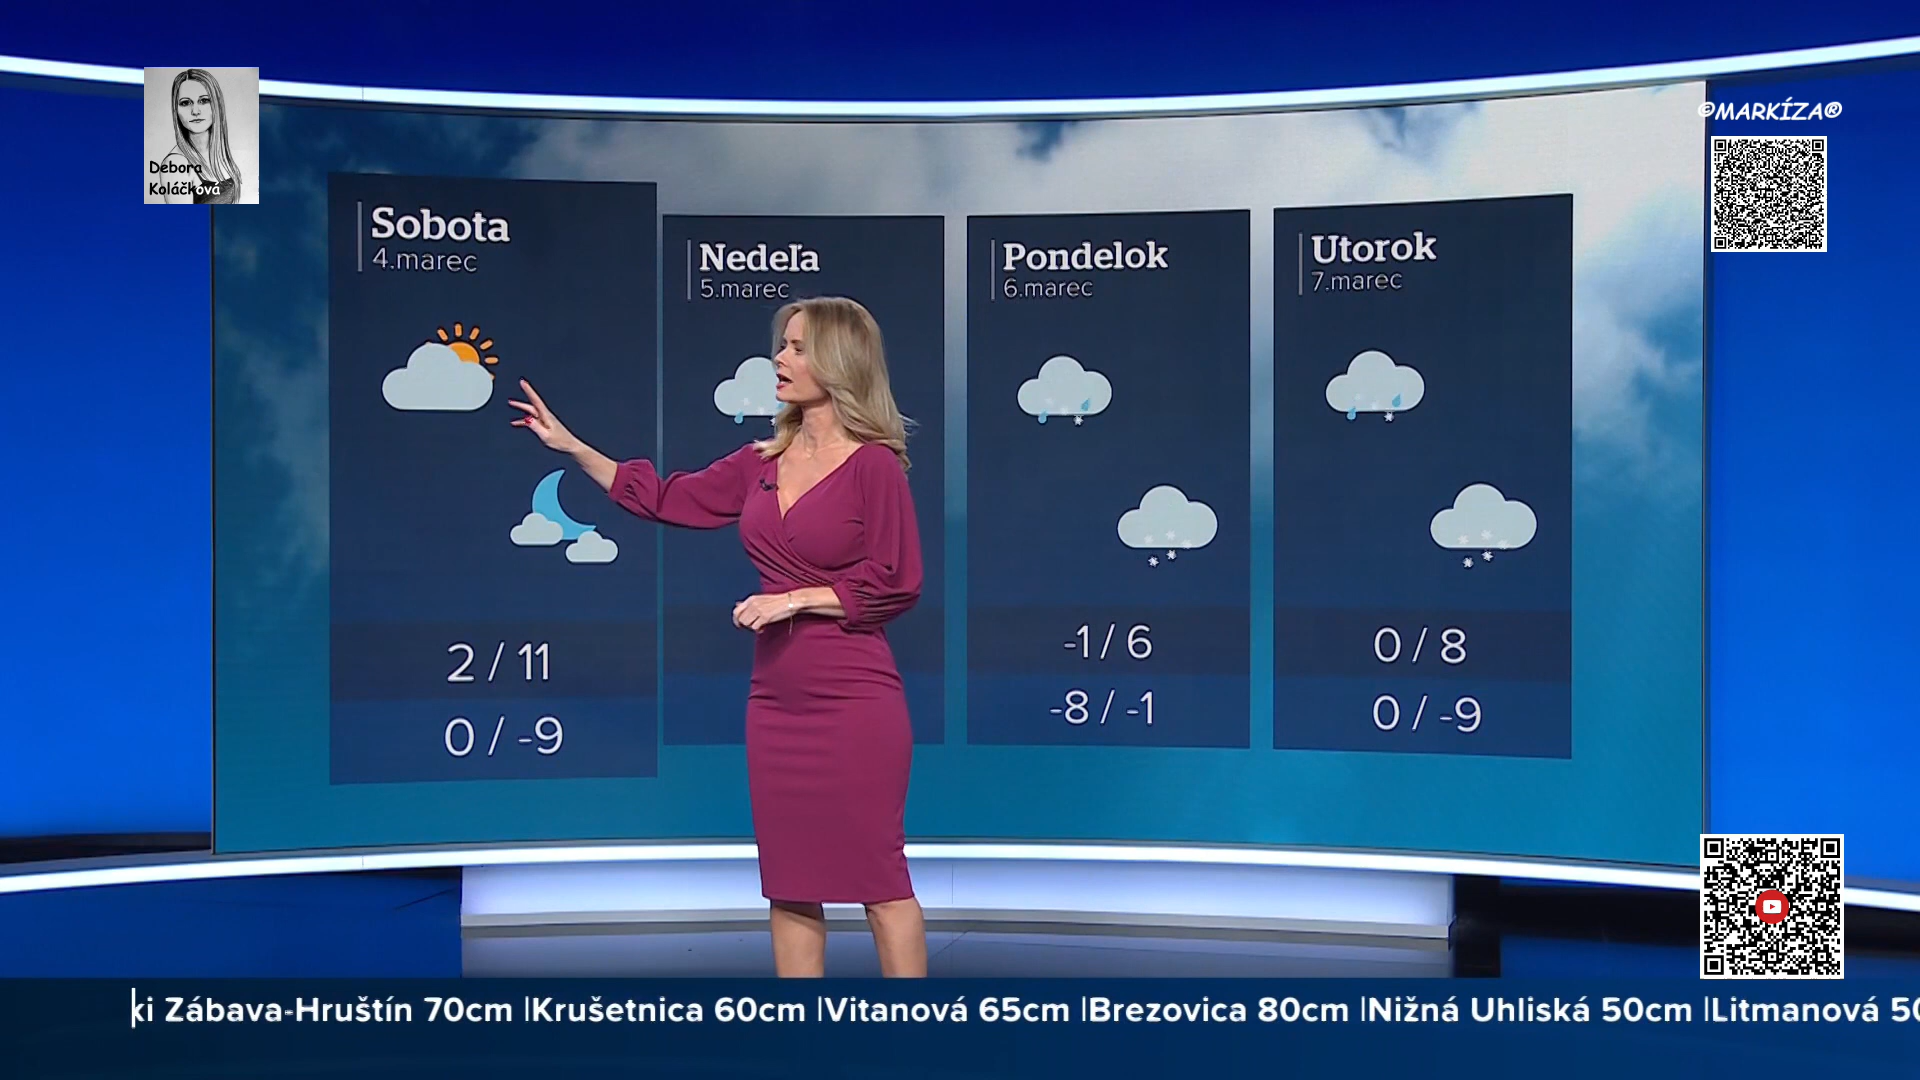 Debora
Koláčková
©MARKÍZA®
Sobota
4.marec
2 / 11
0 / -9
Nedeľa
5.marec
Pondelok
6.marec
-1 / 6
-8 / -1
Utorok
7.marec
0 / 8
0 / -9
ki Zábava-Hruštín 70cm |Krušetnica 60cm |Vitanová 65cm |Brezovica 80cm |Nižná Uhliská 50cm |Litmanová 50